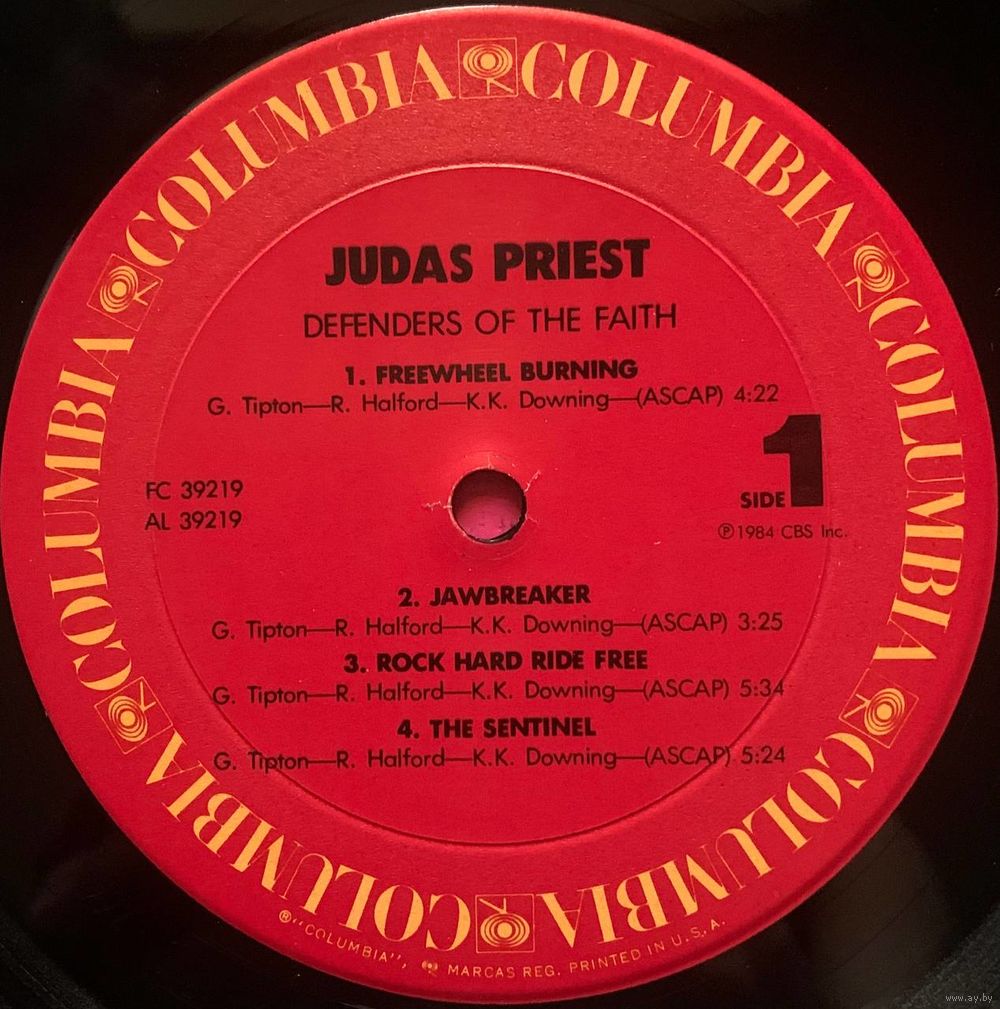 COLUMBIA COLUMBIA COLUMBIA COLUMBIA COLUMBIA COLUMBIA
JUDAS PRIEST
DEFENDERS OF THE FAITH
1. FREEWHEEL BURNING
G. Tipton—R. Halford—K.K. Downing—(ASCAP) 4:22
FC 39219
AL 39219
SIDE 1
℗1984 CBS Inc.
2. JAWBREAKER
G. Tipton—R. Halford—K.K. Downing—(ASCAP) 3:25
3. ROCK HARD RIDE FREE
G. Tipton—R. Halford—K.K. Downing—(ASCAP) 5:34
4. THE SENTINEL
G. Tipton—R. Halford—K.K. Downing—(ASCAP) 5:24
®"COLUMBIA", MARCAS REG. PRINTED IN U.S.A.
www.ay.by